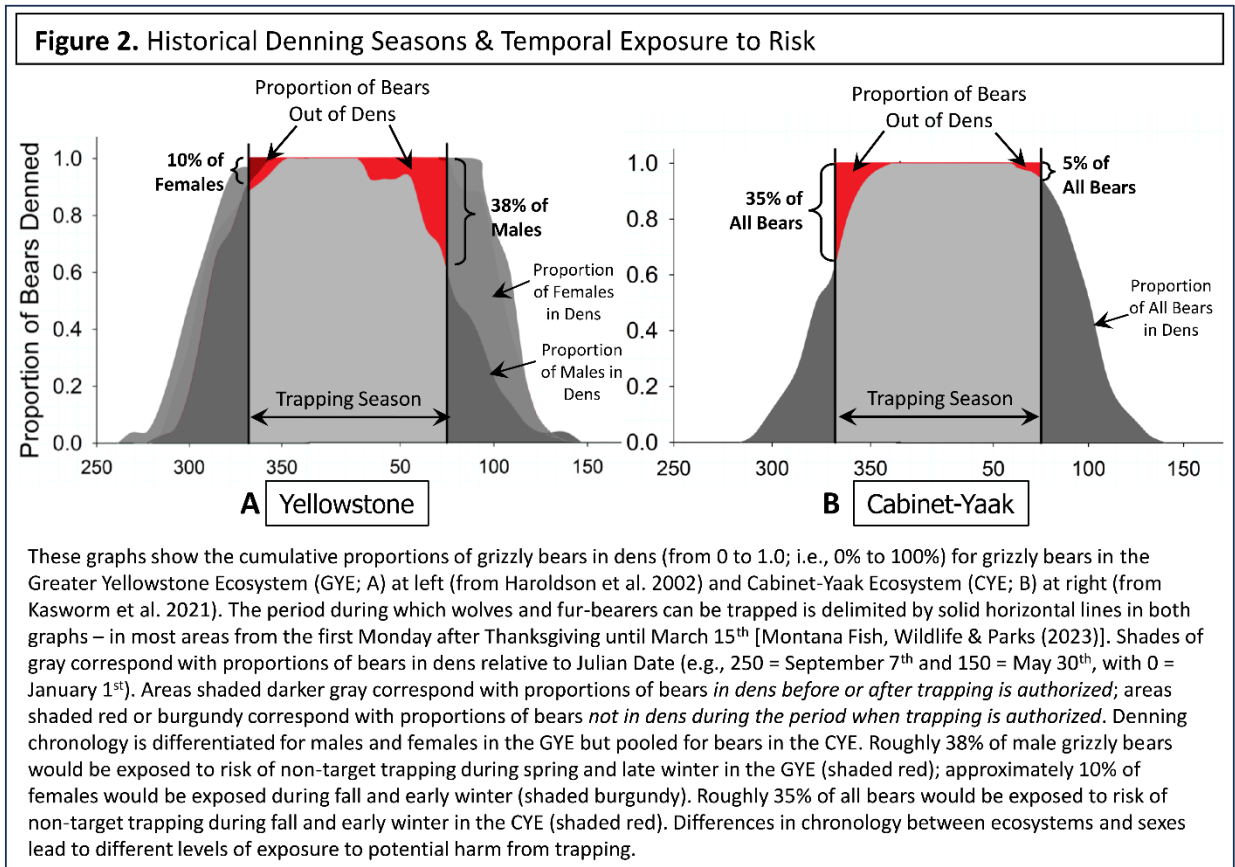 Figure 2. Historical Denning Seasons & Temporal Exposure to Risk
Proportion of Bears
Out of Dens
10% of
Females
38% of
Males
Proportion
of Females
in Dens
Proportion
of Males in
Dens
Trapping Season
Proportion of Bears Denned
1.0
0.8
0.6
0.4
0.2
0.0
250
300
350
50
100
150
A Yellowstone
Proportion of Bears
Out of Dens
35% of
All Bears
5% of
All Bears
Proportion
of All Bears
in Dens
Trapping Season
1.0
0.8
0.6
0.4
0.2
0.0
250
300
350
50
100
150
B Cabinet-Yaak
These graphs show the cumulative proportions of grizzly bears in dens (from 0 to 1.0; i.e., 0% to 100%) for grizzly bears in the
Greater Yellowstone Ecosystem (GYE; A) at left (from Haroldson et al. 2002) and Cabinet-Yaak Ecosystem (CYE; B) at right (from
Kasworm et al. 2021). The period during which wolves and fur-bearers can be trapped is delimited by solid horizontal lines in both
graphs – in most areas from the first Monday after Thanksgiving until March 15th [Montana Fish, Wildlife & Parks (2023)]. Shades of
gray correspond with proportions of bears in dens relative to Julian Date (e.g., 250 = September 7th and 150 = May 30th, with 0 =
January 1st). Areas shaded darker gray correspond with proportions of bears in dens before or after trapping is authorized; areas
shaded red or burgundy correspond with proportions of bears not in dens during the period when trapping is authorized. Denning
chronology is differentiated for males and females in the GYE but pooled for bears in the CYE. Roughly 38% of male grizzly bears
would be exposed to risk of non-target trapping during spring and late winter in the GYE (shaded red); approximately 10% of
females would be exposed during fall and early winter (shaded burgundy). Roughly 35% of all bears would be exposed to risk of
non-target trapping during fall and early winter in the CYE (shaded red). Differences in chronology between ecosystems and sexes
lead to different levels of exposure to potential harm from trapping.